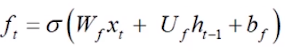 f_t = σ(W_f x_t + U_f h_{t-1} + b_f)